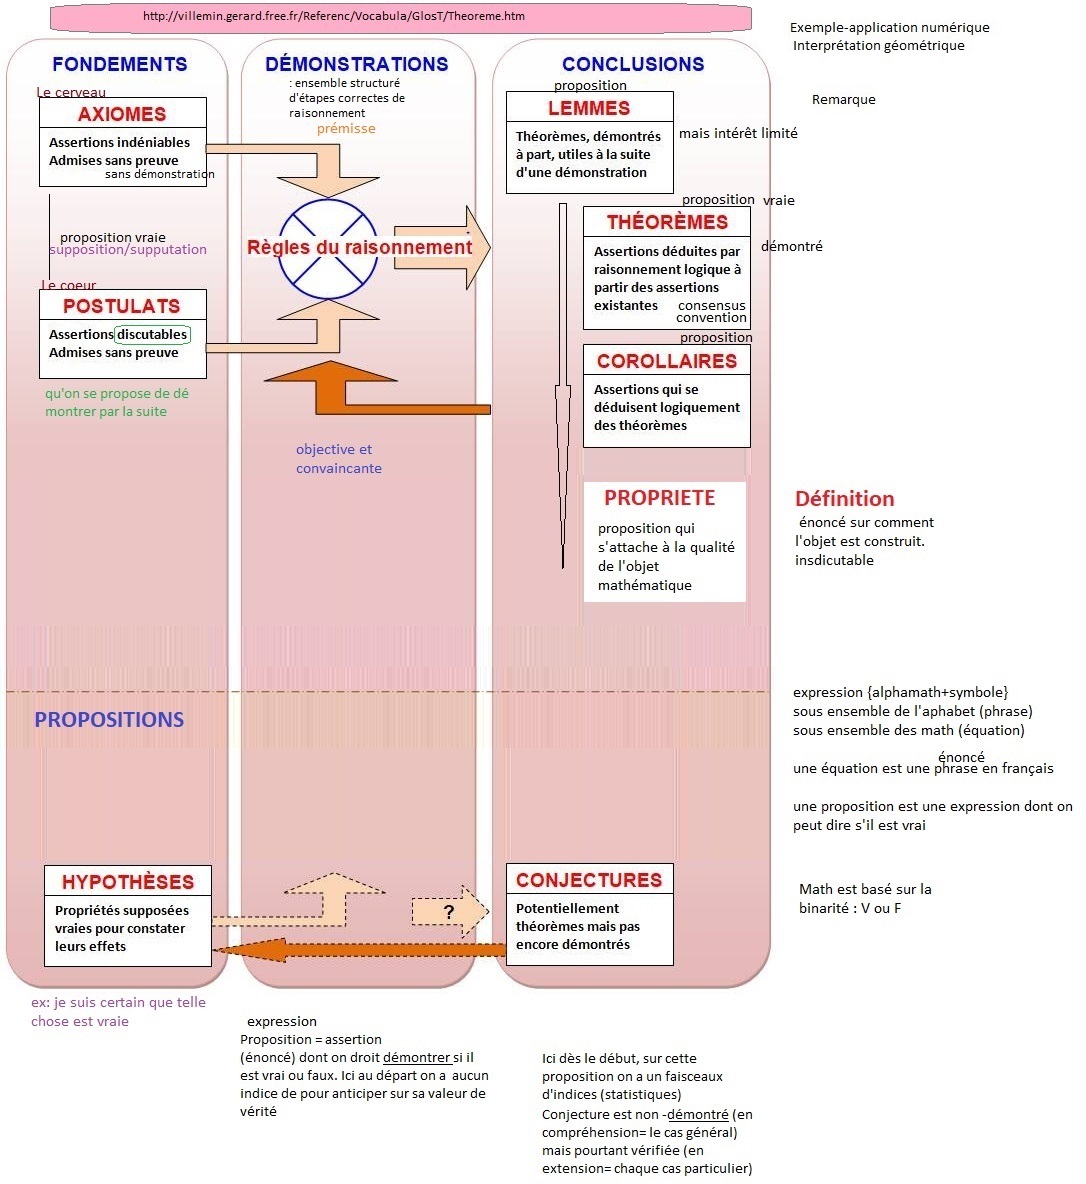 http://villemin.gerard.free.fr/Referenc/Vocabula/GlosT/Theoreme.htm
Exemple-application numérique
Interprétation géométrique
Remarque
FONDEMENTS
Le cerveau
AXIOMES
Assertions indéniables
Admises sans preuve
sans démonstration
proposition vraie
supposition/supputation
Le coeur
POSTULATS
Assertions discutables
Admises sans preuve
qu'on se propose de dé
montrer par la suite
DÉMONSTRATIONS
: ensemble structuré
d'étapes correctes de
raisonnement
prémisse
Règles du raisonnement
objective et
convaincante
CONCLUSIONS
proposition
LEMMES
Théorèmes, démontrés
à part, utiles à la suite
d'une démonstration
mais intérêt limité
proposition vraie
THÉORÈMES
démontré
Assertions déduites par
raisonnement logique à
partir des assertions
existantes
consensus
convention
proposition
COROLLAIRES
Assertions qui se
déduisent logiquement
des théorèmes
PROPRIETE
proposition qui
s'attache à la qualité
de l'objet
mathématique
Définition
énoncé sur comment
l'objet est construit.
insdicutable
PROPOSITIONS
expression {alphamath+symbole}
sous ensemble de l'aphabet (phrase)
sous ensemble des math (équation)
énoncé
une équation est une phrase en français
une proposition est une expression dont on
peut dire s'il est vrai
Math est basé sur la
binarité : V ou F
HYPOTHÈSES
Propriétés supposées
vraies pour constater
leurs effets
?
CONJECTURES
Potentiellement
théorèmes mais pas
encore démontrés
ex: je suis certain que telle
chose est vraie
expression
Proposition = assertion
(énoncé) dont on droit démontrer si il
est vrai ou faux. Ici au départ on a aucun
indice de pour anticiper sur sa valeur de
vérité
Ici dès le début, sur cette
proposition on a un faisceaux
d'indices (statistiques)
Conjecture est non -démontré (en
compréhension= le cas général)
mais pourtant vérifiée (en
extension= chaque cas particulier)